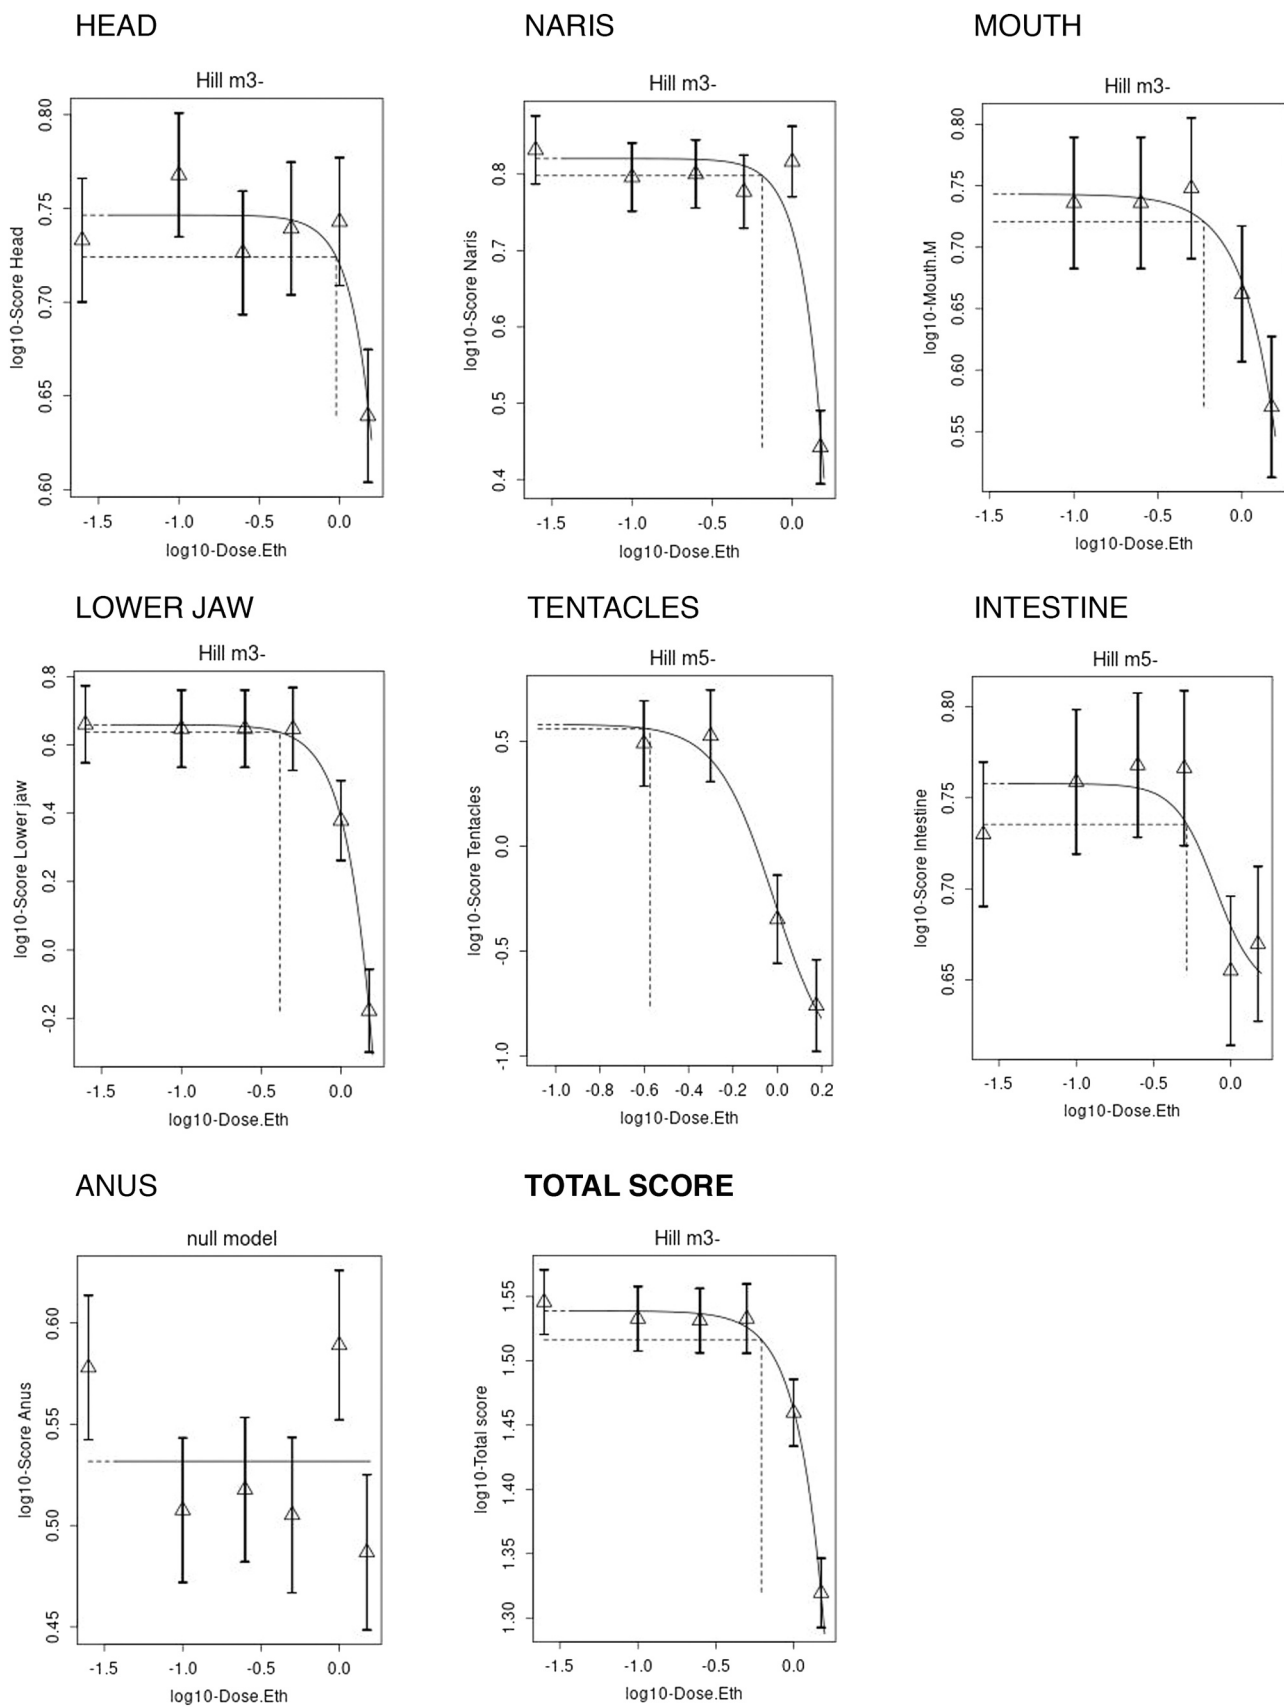 HEAD
NARIS
MOUTH
Hill m3-
Hill m3-
Hill m3-
log10-Score Head
0.80
0.75
0.70
0.65
0.60
-1.5 -1.0 -0.5 0.0
log10-Dose.Eth
log10-Score Naris
0.8
0.7
0.6
0.5
0.4
-1.5 -1.0 -0.5 0.0
log10-Dose.Eth
log10-Mouth.M
0.80
0.75
0.70
0.65
0.60
0.55
-1.5 -1.0 -0.5 0.0
log10-Dose.Eth
LOWER JAW
TENTACLES
INTESTINE
Hill m3-
Hill m5-
Hill m5-
log10-Score Lower jaw
0.8
0.6
0.4
0.2
0.0
-0.2
-1.5 -1.0 -0.5 0.0
log10-Dose.Eth
log10-Score Tentacles
0.5
0.0
-0.5
-1.0
-1.0 -0.8 -0.6 -0.4 -0.2 0.0 0.2
log10-Dose.Eth
log10-Score Intestine
0.80
0.75
0.70
0.65
-1.5 -1.0 -0.5 0.0
log10-Dose.Eth
ANUS
TOTAL SCORE
null model
Hill m3-
log10-Score Anus
0.60
0.55
0.50
0.45
-1.5 -1.0 -0.5 0.0
log10-Dose.Eth
log10-Total score
1.55
1.50
1.45
1.40
1.35
1.30
-1.5 -1.0 -0.5 0.0
log10-Dose.Eth